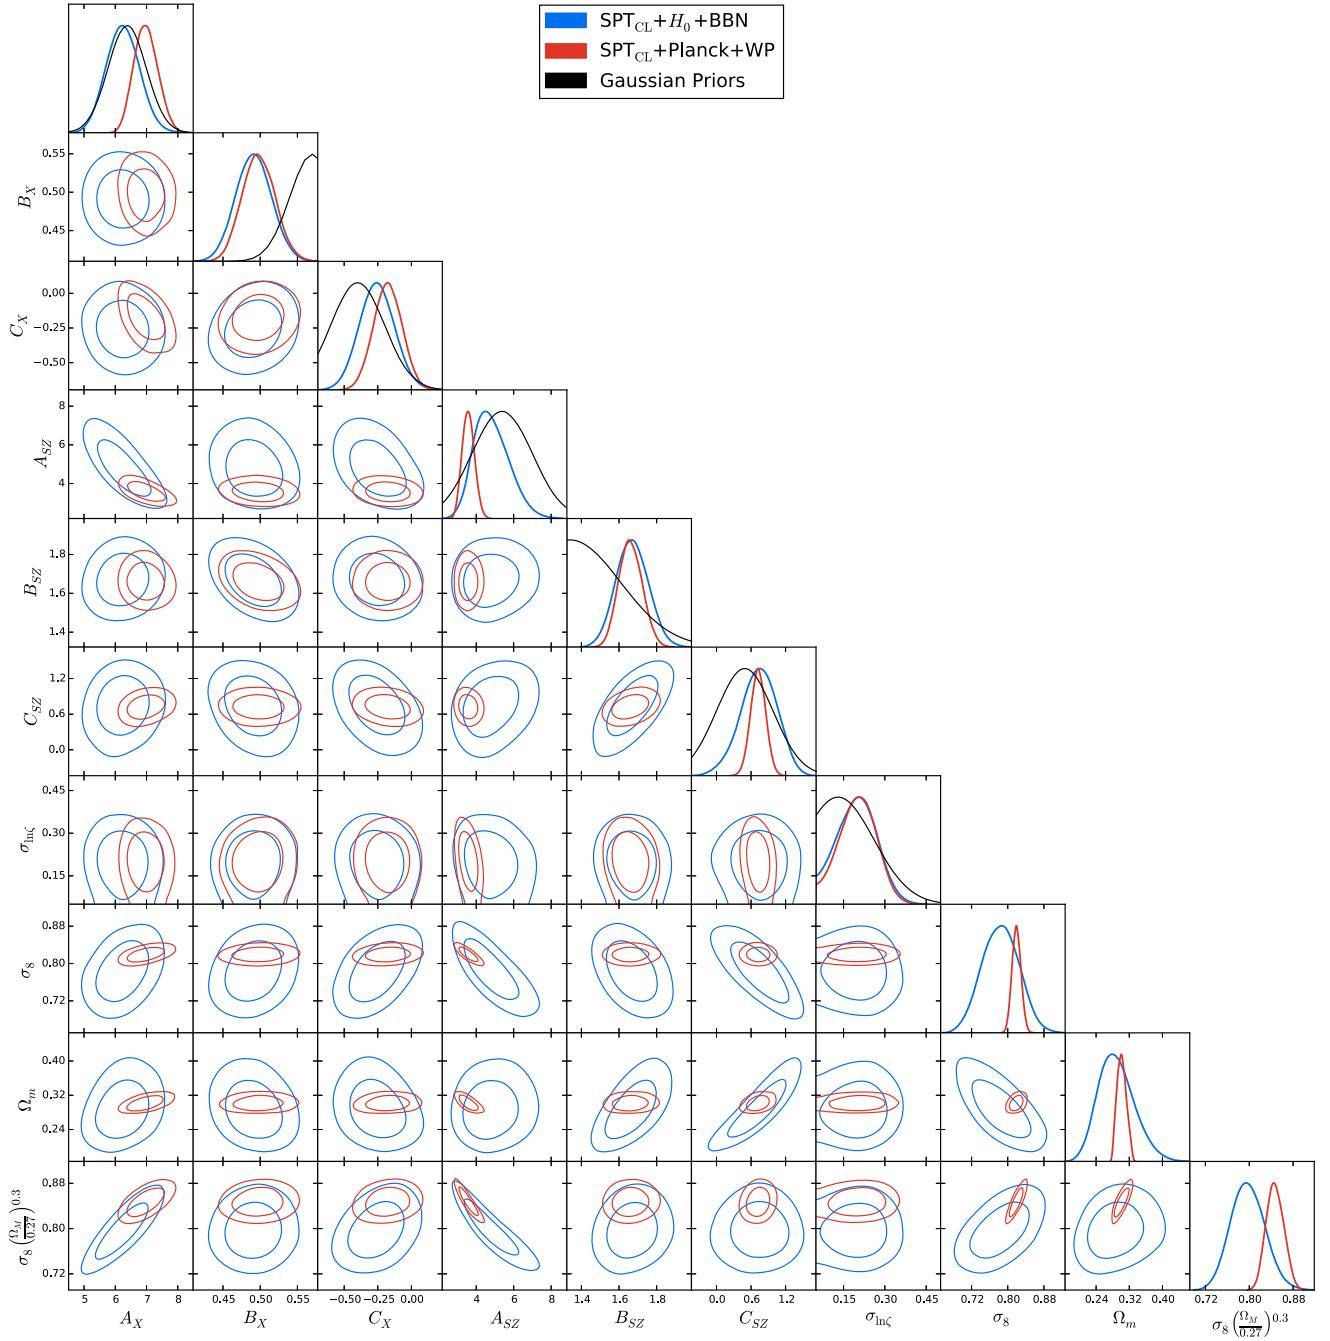 SPT_CL+H_0+BBN
SPT_CL+Planck+WP
Gaussian Priors
0.55
0.50
0.45
B_X
0.00
−0.25
−0.50
C_X
8
6
4
A_SZ
1.8
1.6
1.4
B_SZ
1.2
0.6
0.0
C_SZ
0.45
0.30
0.15
σ_lnζ
0.88
0.80
0.72
σ_8
0.40
0.32
0.24
Ω_m
0.88
0.80
0.72
σ_8(Ω_M/0.27)^0.3
5 6 7 8 0.45 0.50 0.55 −0.50 −0.25 0.00 4 6 8 1.4 1.6 1.8 0.0 0.6 1.2 0.15 0.30 0.45 0.72 0.80 0.88 0.24 0.32 0.40 0.72 0.80 0.88
A_X B_X C_X A_SZ B_SZ C_SZ σ_lnζ σ_8 Ω_m σ_8(Ω_M/0.27)^0.3